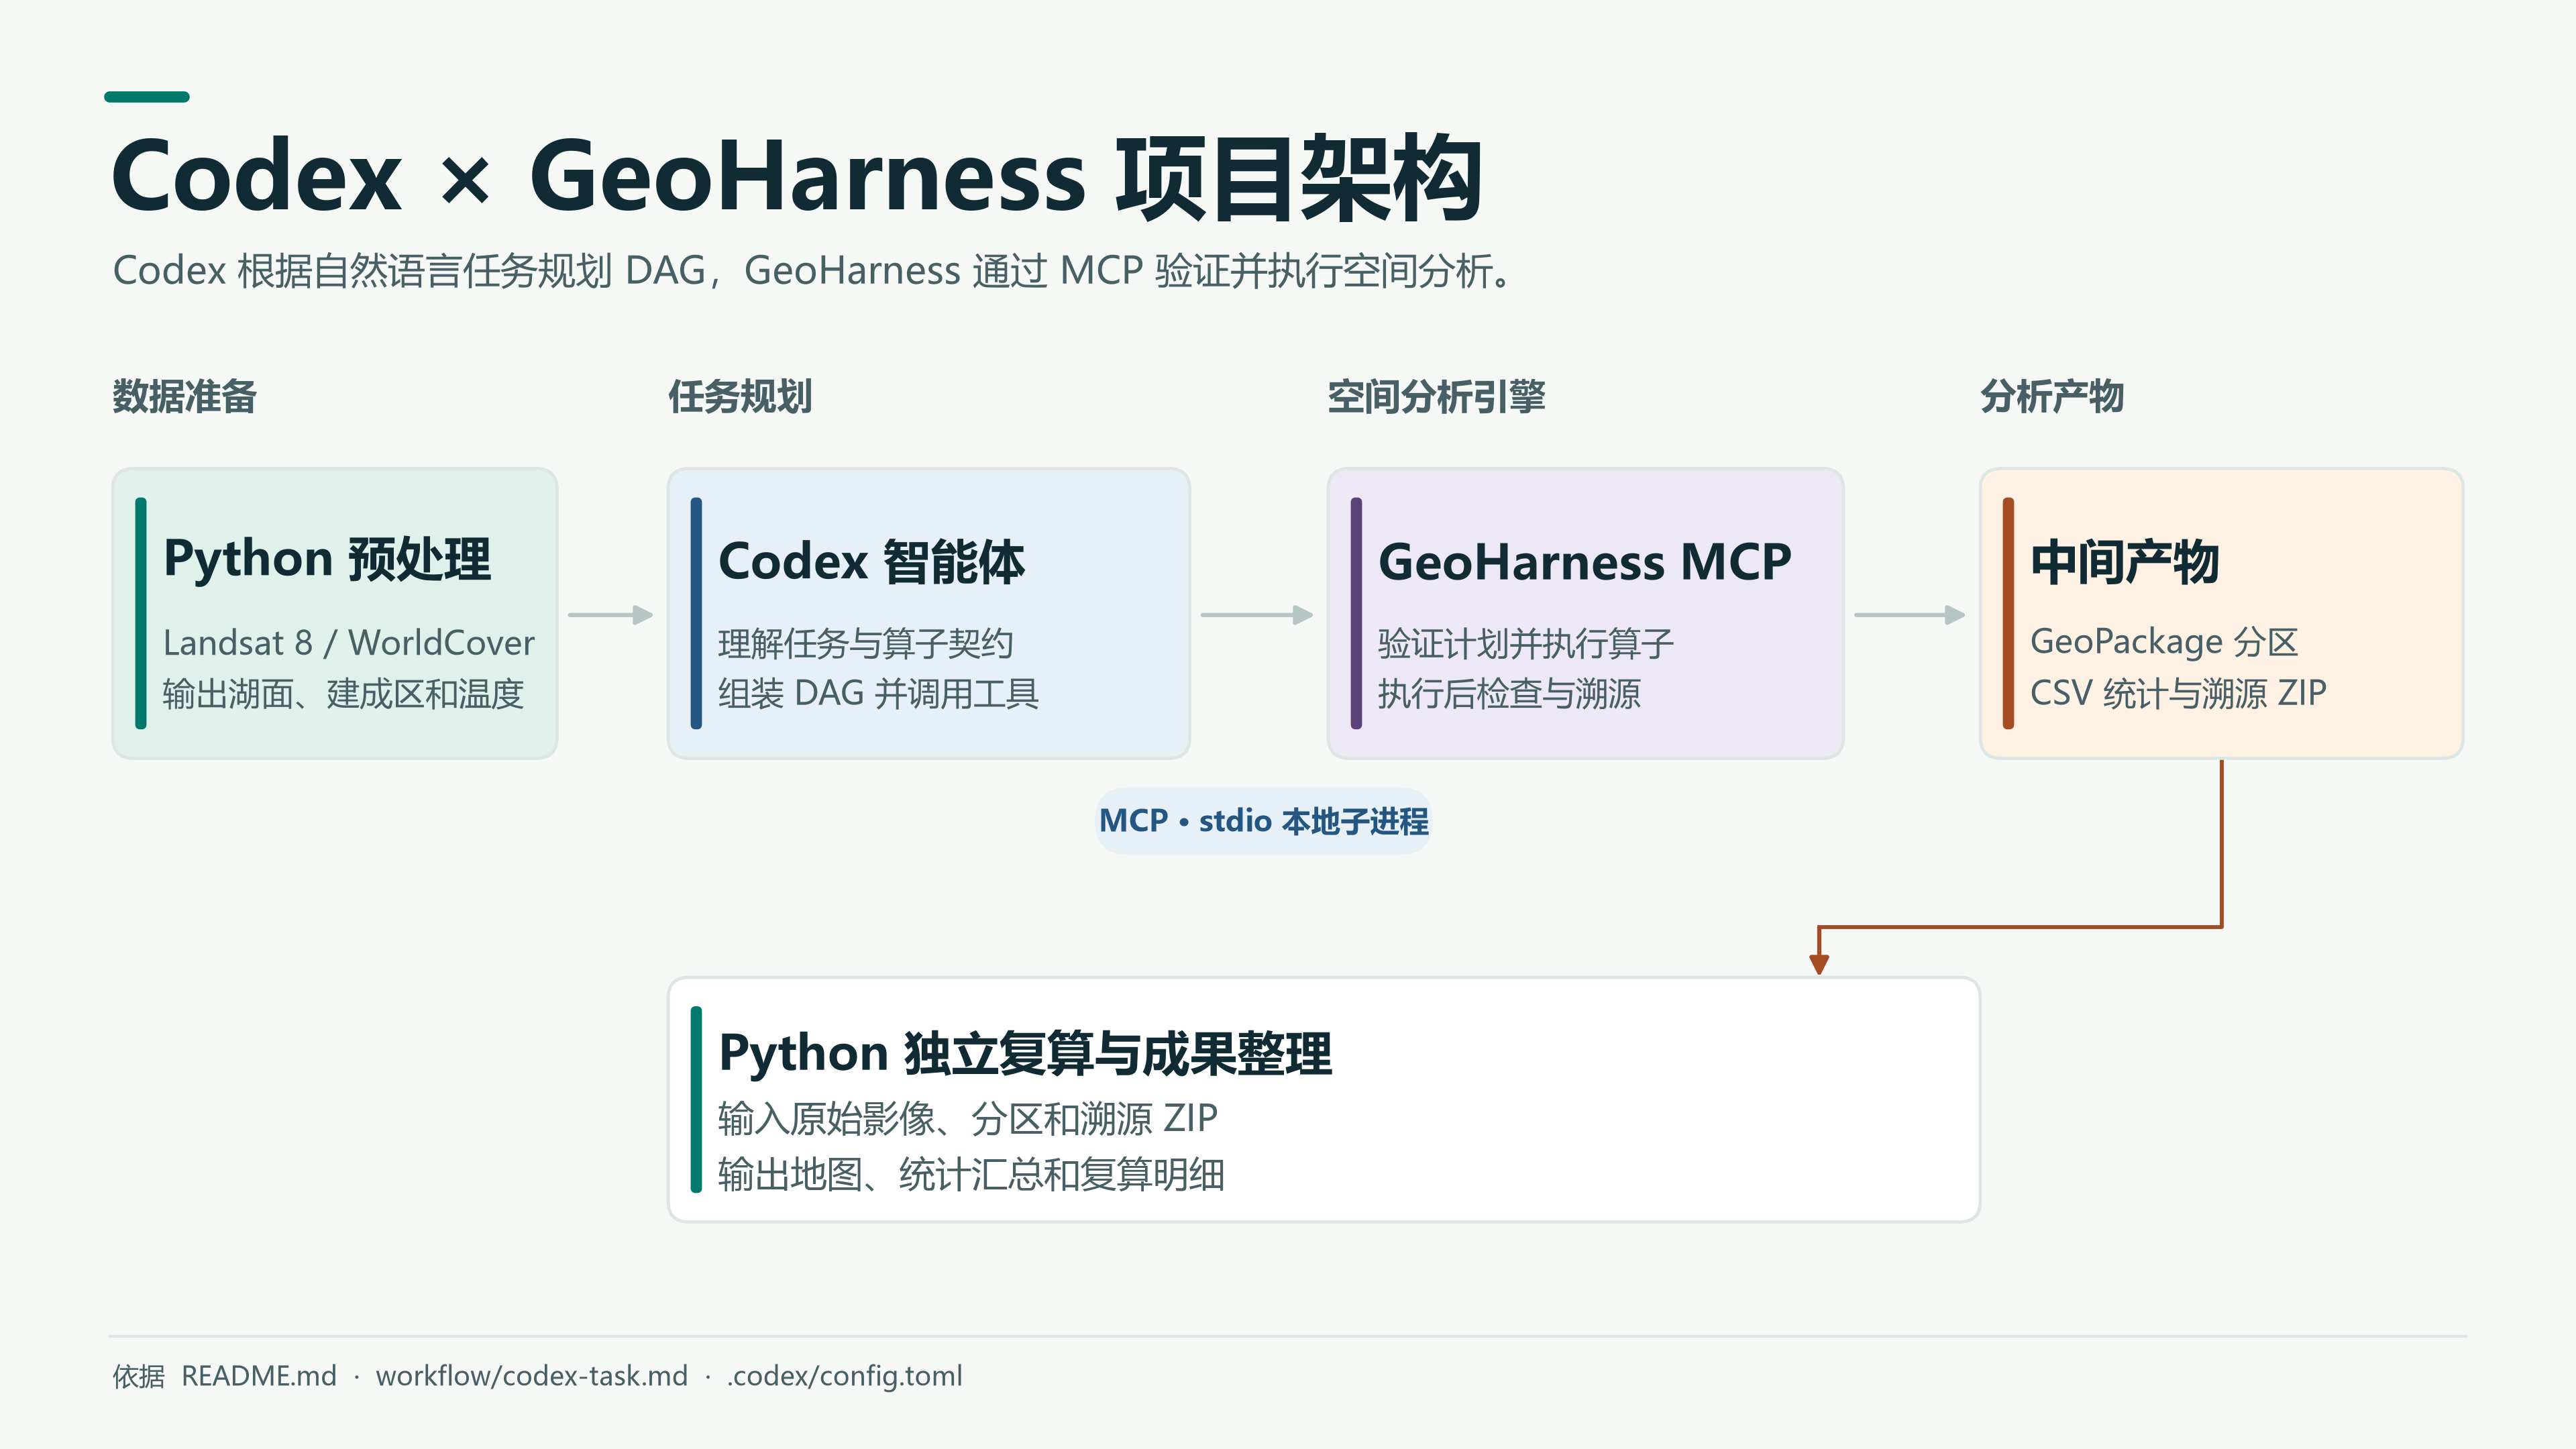 Codex × GeoHarness 项目架构
Codex 根据自然语言任务规划 DAG，GeoHarness 通过 MCP 验证并执行空间分析。
数据准备
任务规划
空间分析引擎
分析产物
Python 预处理
Landsat 8 / WorldCover
输出湖面、建成区和温度
Codex 智能体
理解任务与算子契约
组装 DAG 并调用工具
GeoHarness MCP
验证计划并执行算子
执行后检查与溯源
中间产物
GeoPackage 分区
CSV 统计与溯源 ZIP
MCP • stdio 本地子进程
Python 独立复算与成果整理
输入原始影像、分区和溯源 ZIP
输出地图、统计汇总和复算明细
依据 README.md · workflow/codex-task.md · .codex/config.toml